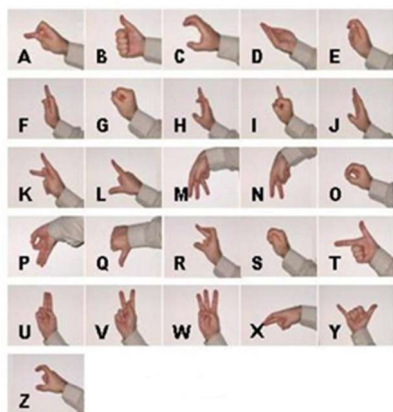 A B C D E
F G H I J
K L M N O
P Q R S T
U V W X Y
Z